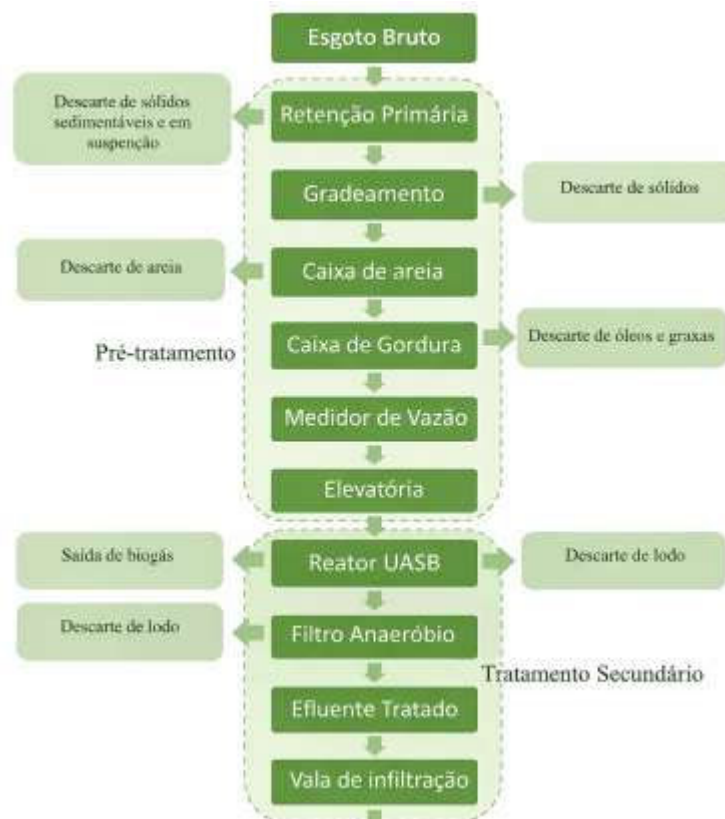 Esgoto Bruto
Descarte de sólidos
sedimentáveis e em
suspenção
Retenção Primária
Gradeamento
Descarte de sólidos
Descarte de areia
Caixa de areia
Pré-tratamento
Caixa de Gordura
Descarte de óleos e graxas
Medidor de Vazão
Elevatória
Saída de biogás
Reator UASB
Descarte de lodo
Descarte de lodo
Filtro Anaeróbio
Tratamento Secundário
Efluente Tratado
Vala de infiltração